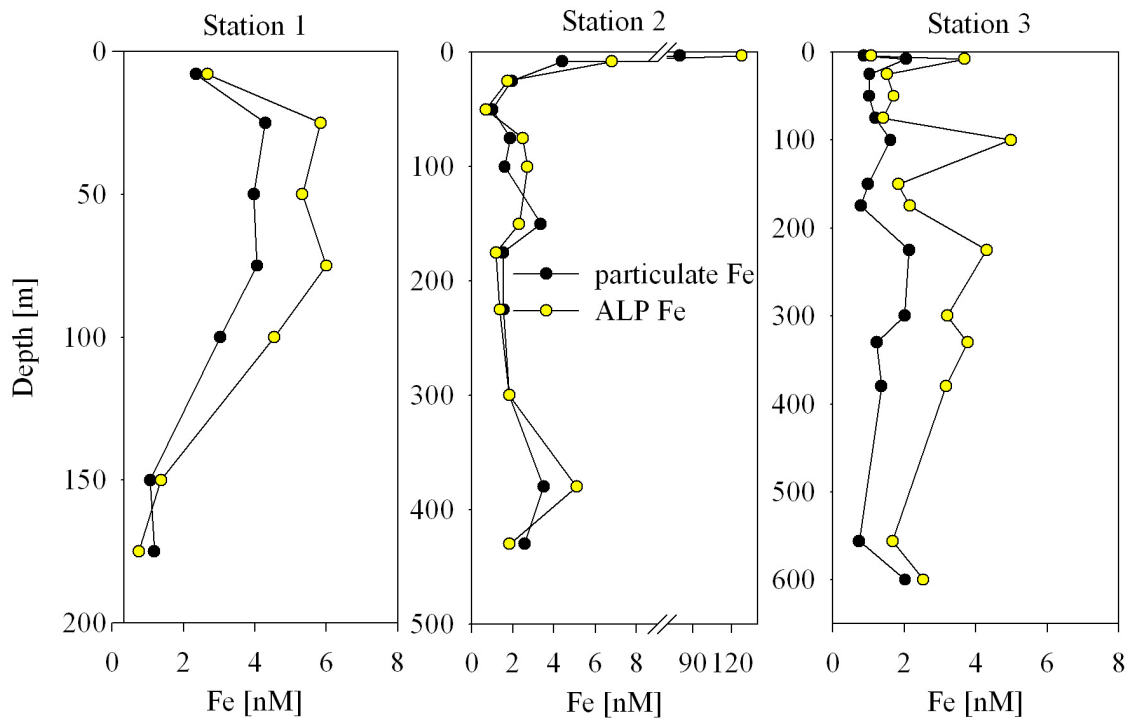 Station 1
Station 2
Station 3
0
50
100
150
200
Depth [m]
0 2 4 6 8
Fe [nM]
0
100
200
300
400
500
particulate Fe
ALP Fe
0 2 4 6 8 90 120
Fe [nM]
0
100
200
300
400
500
600
0 2 4 6 8
Fe [nM]